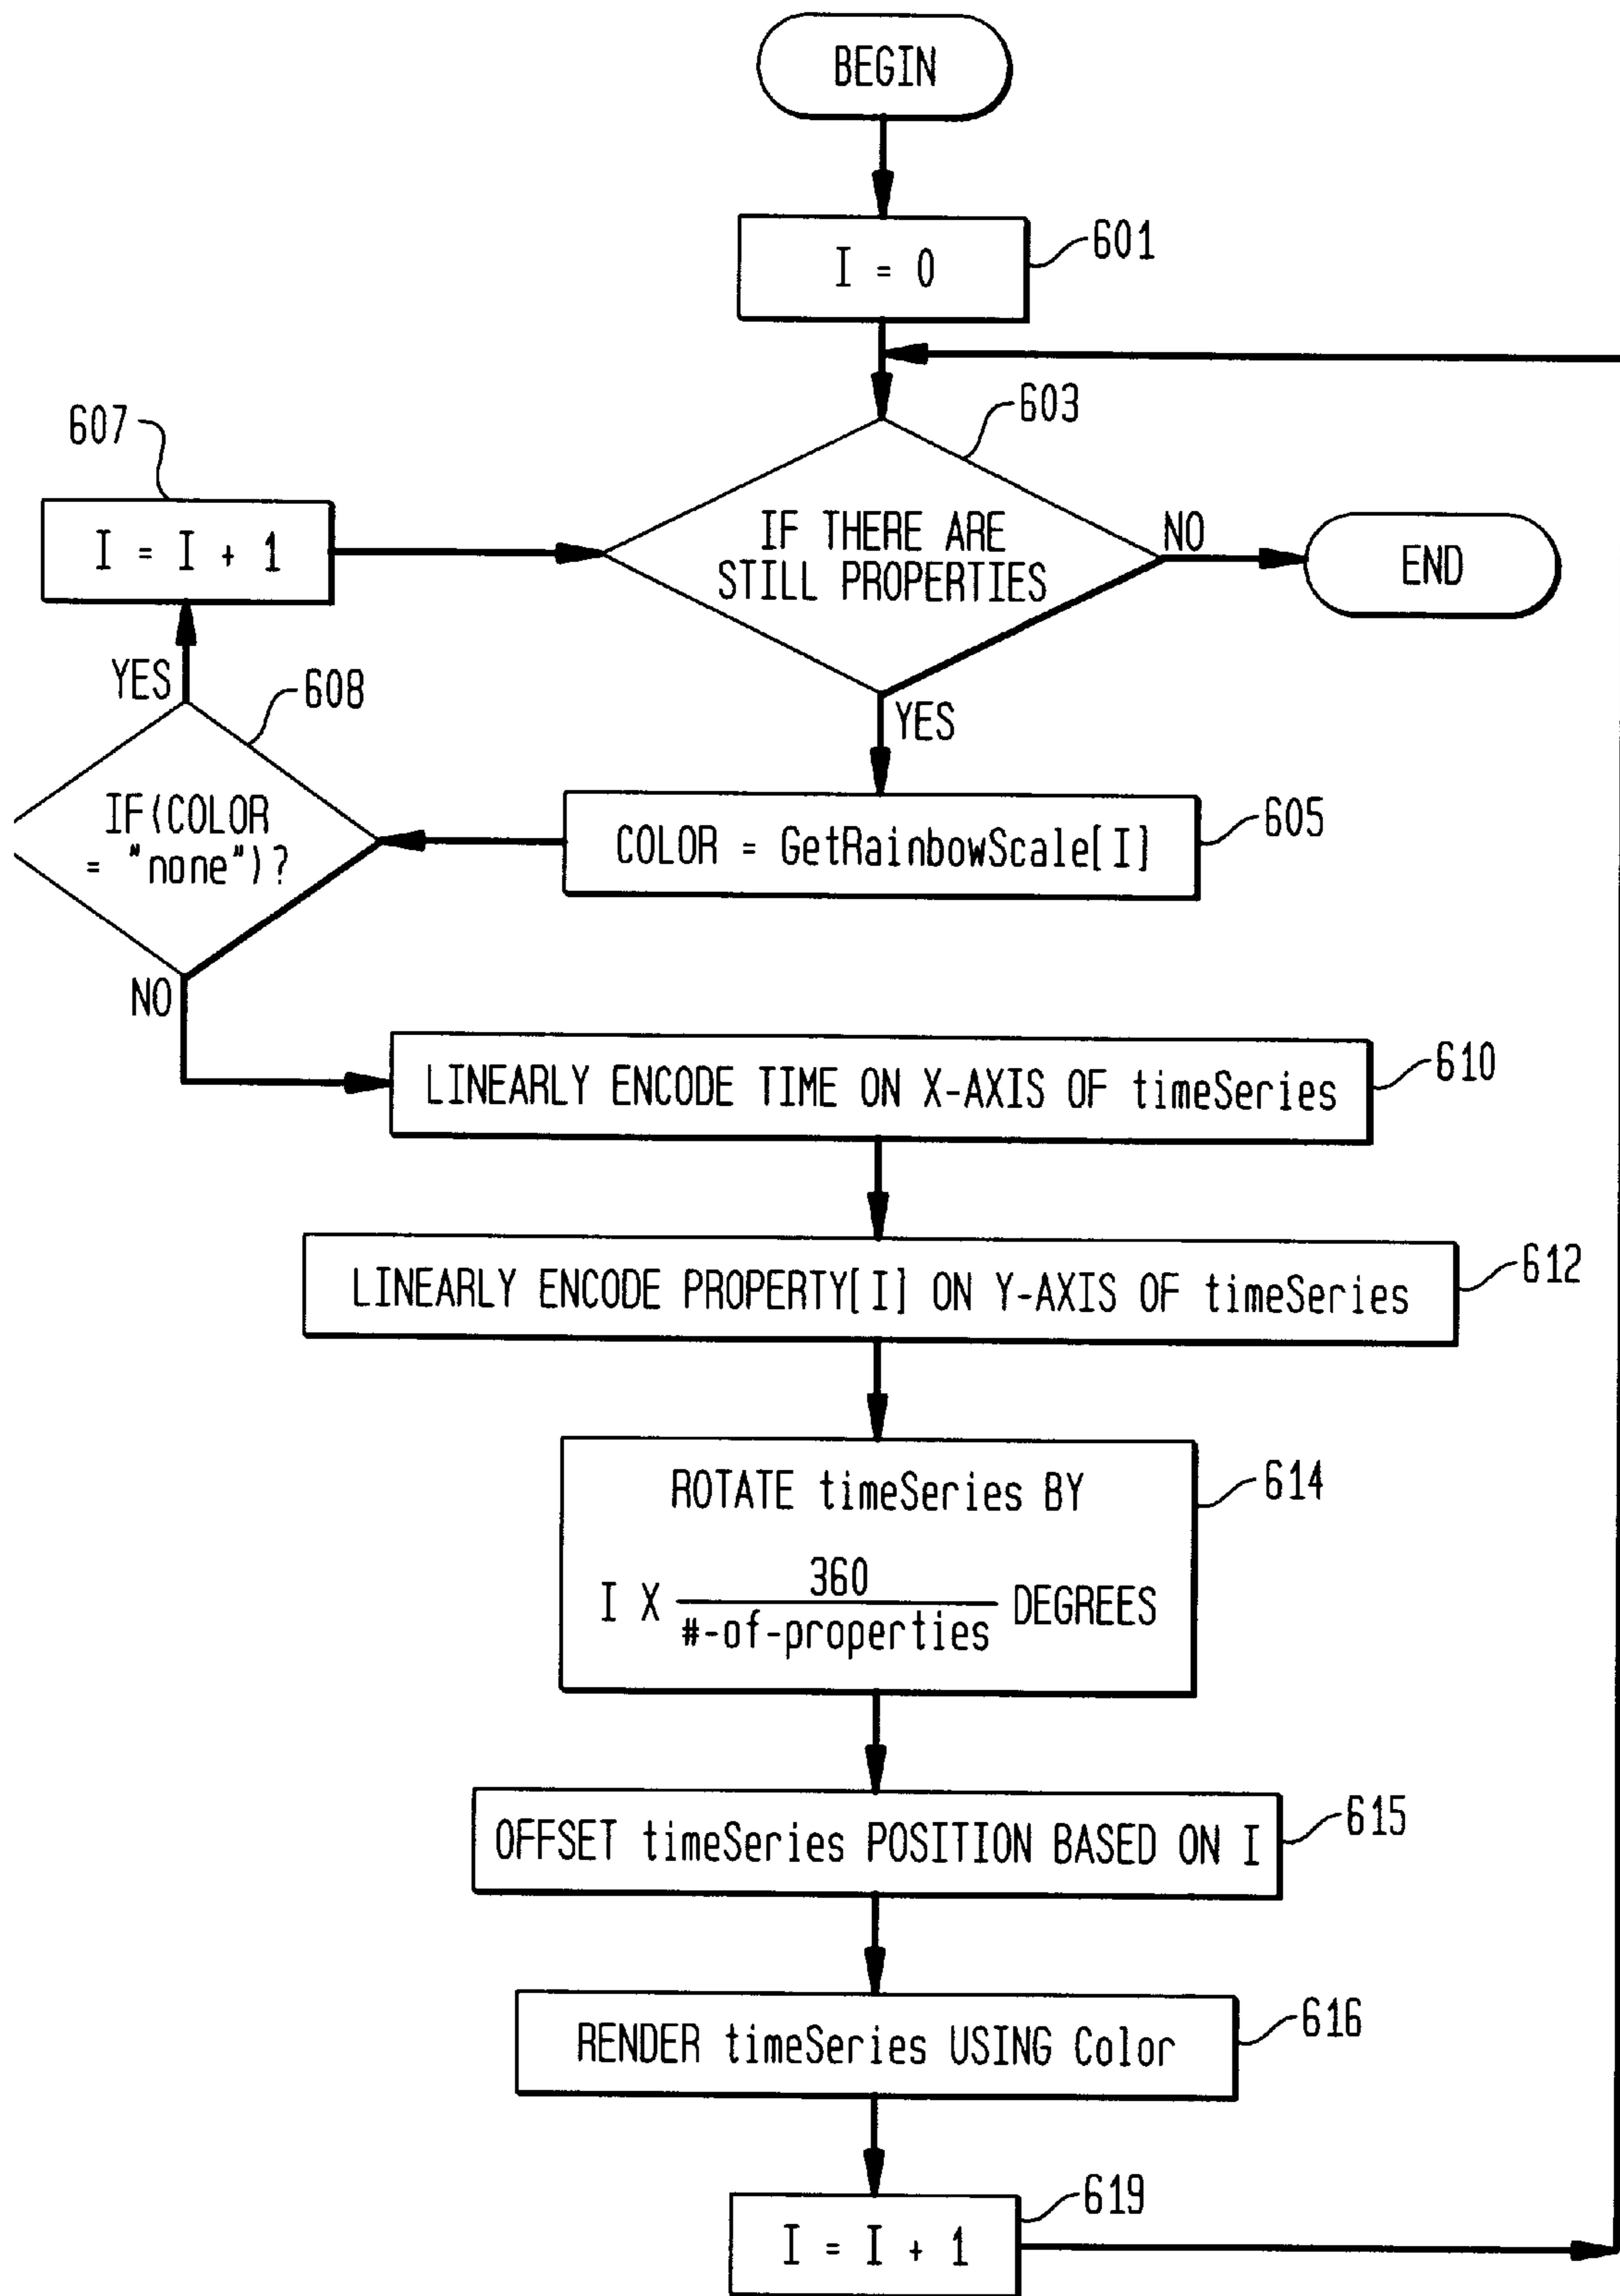 BEGIN
I = 0
601
603
607
IF THERE ARE
STILL PROPERTIES
NO
END
I = I + 1
YES
608
YES
IF(COLOR
= "none")?
COLOR = GetRainbowScale[I]
605
NO
LINEARLY ENCODE TIME ON X-AXIS OF timeSeries
610
LINEARLY ENCODE PROPERTY[I] ON Y-AXIS OF timeSeries
612
ROTATE timeSeries BY
614
360
I X DEGREES
#-of-properties
OFFSET timeSeries POSITION BASED ON I
615
RENDER timeSeries USING Color
616
I = I + 1
619